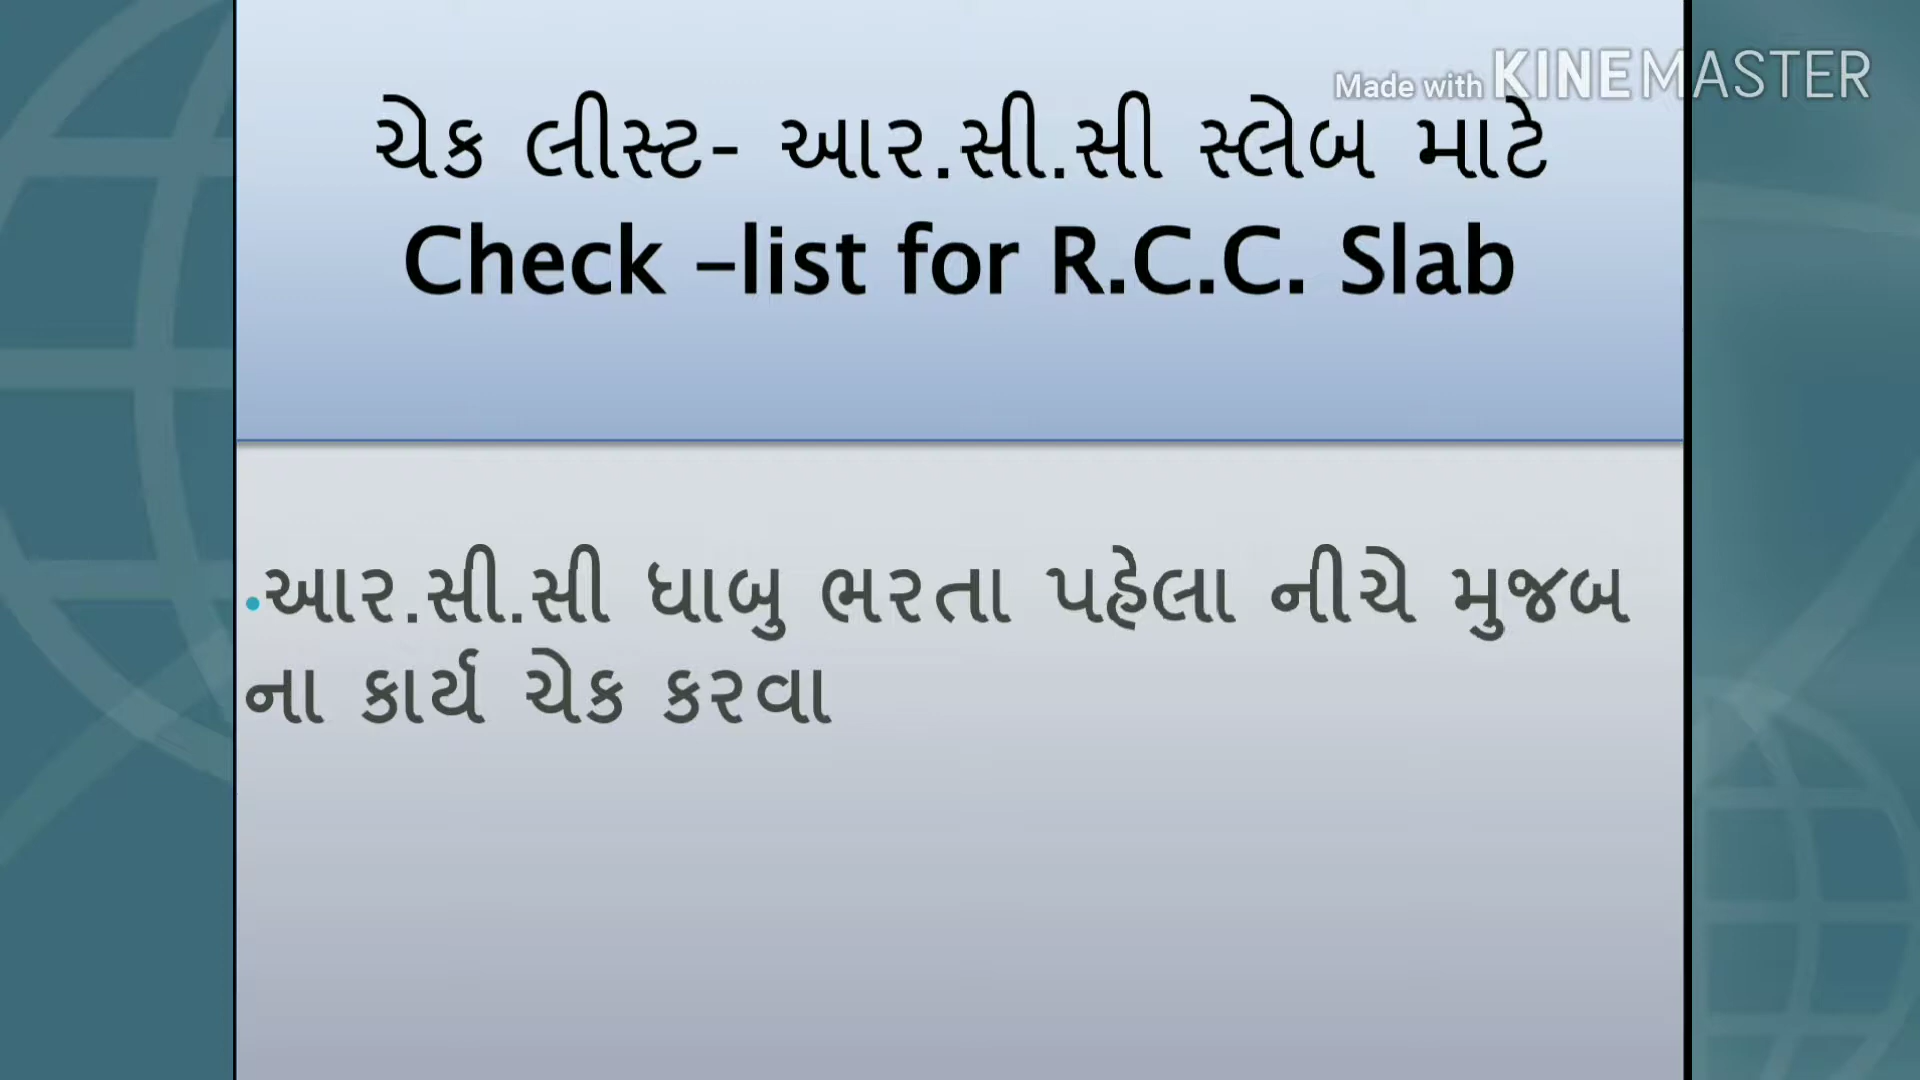 Made with KINEMASTER
ચેક લીસ્ટ- આર.સી.સી સ્લેબ માટે
Check –list for R.C.C. Slab
•આર.સી.સી ધાબુ ભરતા પહેલા નીચે મુજબ
ના કાર્ય ચેક કરવા